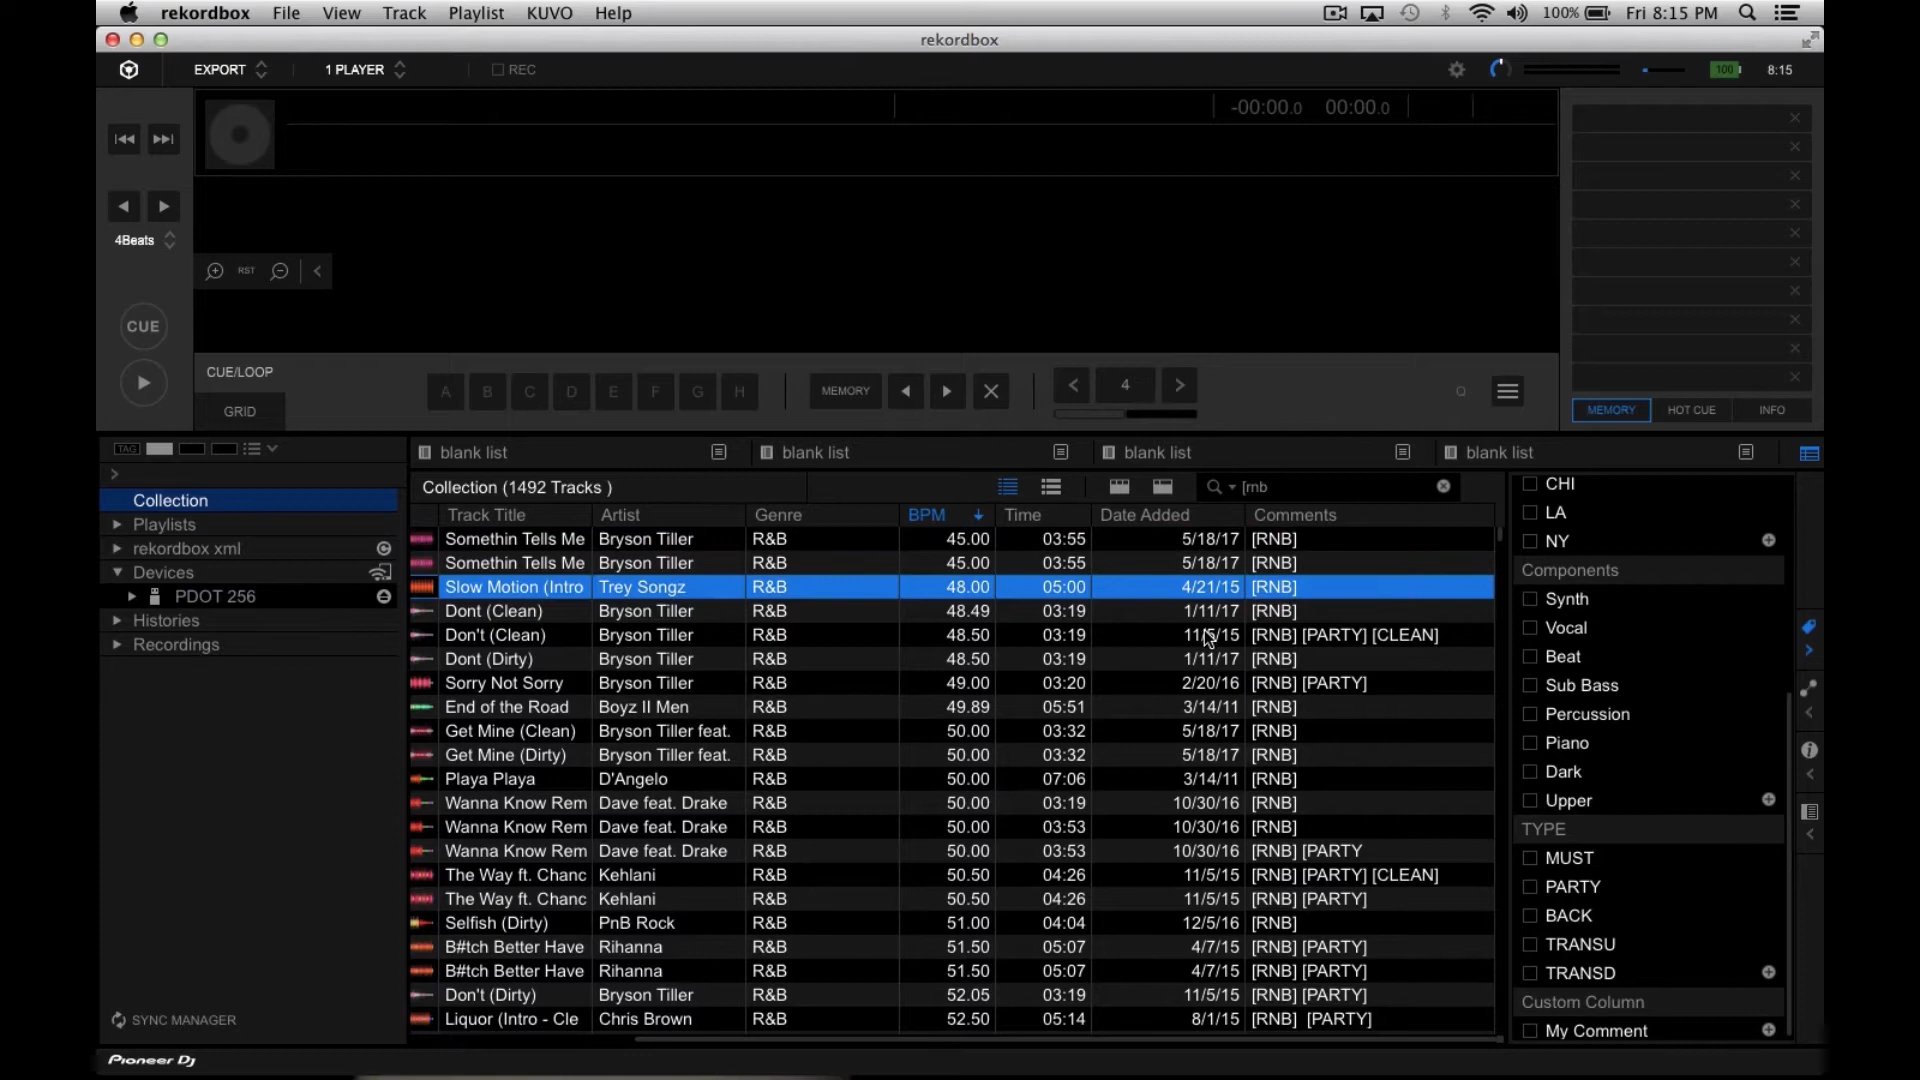 rekordbox File View Track Playlist KUVO Help 100% Fri 8:15 PM
rekordbox
EXPORT 1 PLAYER REC 100 8:15
-00:00.0 00:00.0
4Beats
RST
CUE
CUE/LOOP
A B C D E F G H MEMORY 4 Q
GRID
MEMORY HOT CUE INFO
TAG blank list blank list blank list blank list
Collection
Playlists
rekordbox xml
Devices
PDOT 256
Histories
Recordings
SYNC MANAGER
Pioneer Dj
Collection (1492 Tracks ) [rnb
Track Title Artist Genre BPM Time Date Added Comments
Somethin Tells Me Bryson Tiller R&B 45.00 03:55 5/18/17 [RNB]
Somethin Tells Me Bryson Tiller R&B 45.00 03:55 5/18/17 [RNB]
Slow Motion (Intro Trey Songz R&B 48.00 05:00 4/21/15 [RNB]
Dont (Clean) Bryson Tiller R&B 48.49 03:19 1/11/17 [RNB]
Don't (Clean) Bryson Tiller R&B 48.50 03:19 11/5/15 [RNB] [PARTY] [CLEAN]
Dont (Dirty) Bryson Tiller R&B 48.50 03:19 1/11/17 [RNB]
Sorry Not Sorry Bryson Tiller R&B 49.00 03:20 2/20/16 [RNB] [PARTY]
End of the Road Boyz II Men R&B 49.89 05:51 3/14/11 [RNB]
Get Mine (Clean) Bryson Tiller feat. R&B 50.00 03:32 5/18/17 [RNB]
Get Mine (Dirty) Bryson Tiller feat. R&B 50.00 03:32 5/18/17 [RNB]
Playa Playa D'Angelo R&B 50.00 07:06 3/14/11 [RNB]
Wanna Know Rem Dave feat. Drake R&B 50.00 03:19 10/30/16 [RNB]
Wanna Know Rem Dave feat. Drake R&B 50.00 03:53 10/30/16 [RNB]
Wanna Know Rem Dave feat. Drake R&B 50.00 03:53 10/30/16 [RNB] [PARTY
The Way ft. Chanc Kehlani R&B 50.50 04:26 11/5/15 [RNB] [PARTY] [CLEAN]
The Way ft. Chanc Kehlani R&B 50.50 04:26 11/5/15 [RNB] [PARTY]
Selfish (Dirty) PnB Rock R&B 51.00 04:04 12/5/16 [RNB]
B#tch Better Have Rihanna R&B 51.50 05:07 4/7/15 [RNB] [PARTY]
B#tch Better Have Rihanna R&B 51.50 05:07 4/7/15 [RNB] [PARTY]
Don't (Dirty) Bryson Tiller R&B 52.05 03:19 11/5/15 [RNB] [PARTY]
Liquor (Intro - Cle Chris Brown R&B 52.50 05:14 8/1/15 [RNB] [PARTY]
CHI
LA
NY
Components
Synth
Vocal
Beat
Sub Bass
Percussion
Piano
Dark
Upper
TYPE
MUST
PARTY
BACK
TRANSU
TRANSD
Custom Column
My Comment